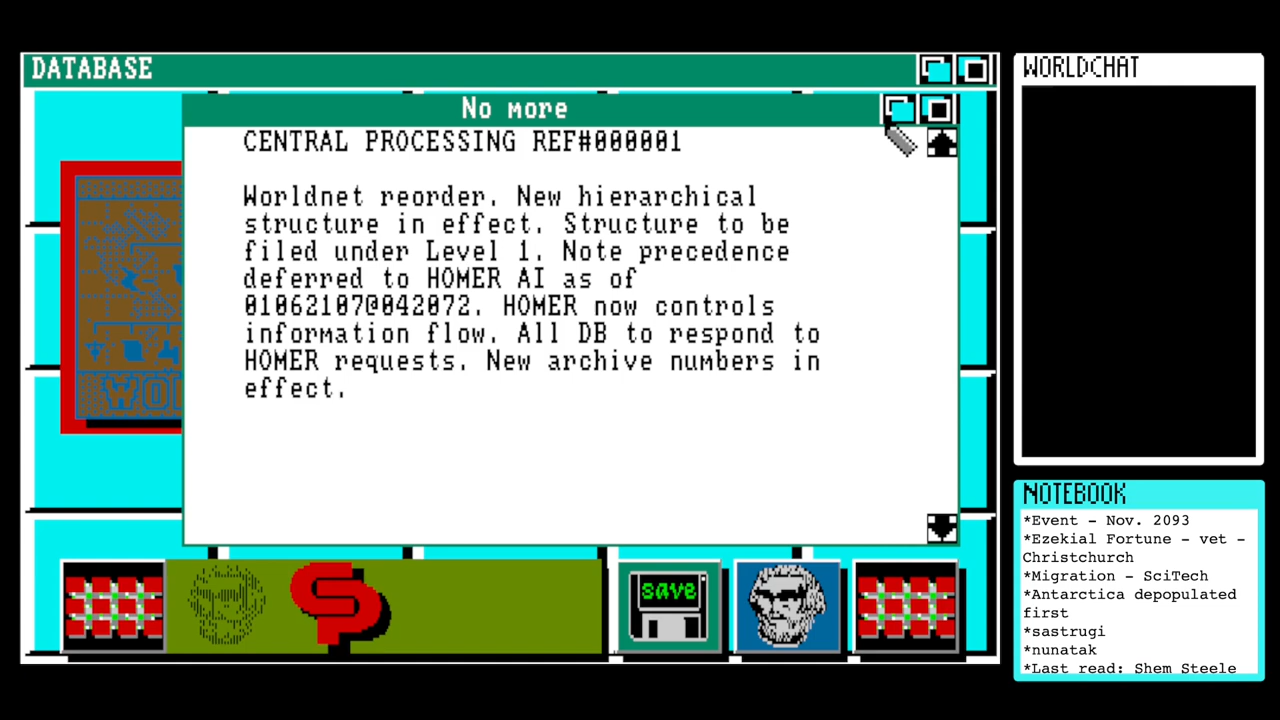 DATABASE
No more
CENTRAL PROCESSING REF#000001
Worldnet reorder. New hierarchical
structure in effect. Structure to be
filed under Level 1. Note precedence
deferred to HOMER AI as of
01062107@042072. HOMER now controls
information flow. All DB to respond to
HOMER requests. New archive numbers in
effect.
WO
save
WORLDCHAT
NOTEBOOK
*Event - Nov. 2093
*Ezekial Fortune - vet -
Christchurch
*Migration - SciTech
*Antarctica depopulated
first
*sastrugi
*nunatak
*Last read: Shem Steele